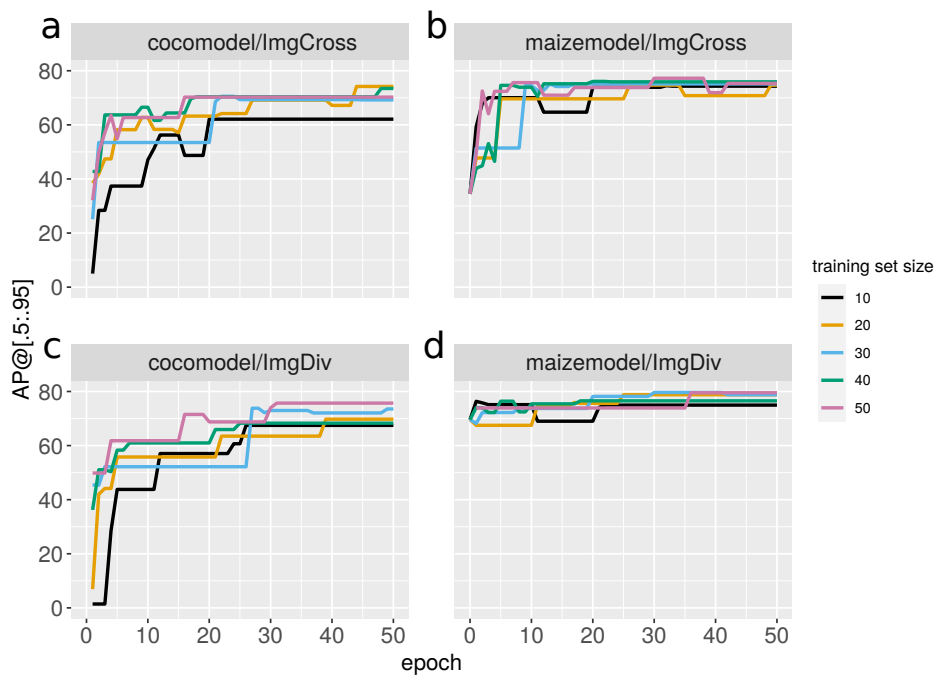 a
cocomodel/ImgCross
b
maizemodel/ImgCross
80
60
40
20
0
c
cocomodel/ImgDiv
d
maizemodel/ImgDiv
80
60
40
20
0
0 10 20 30 40 50
0 10 20 30 40 50
epoch
AP@[.5:.95]
training set size
10
20
30
40
50